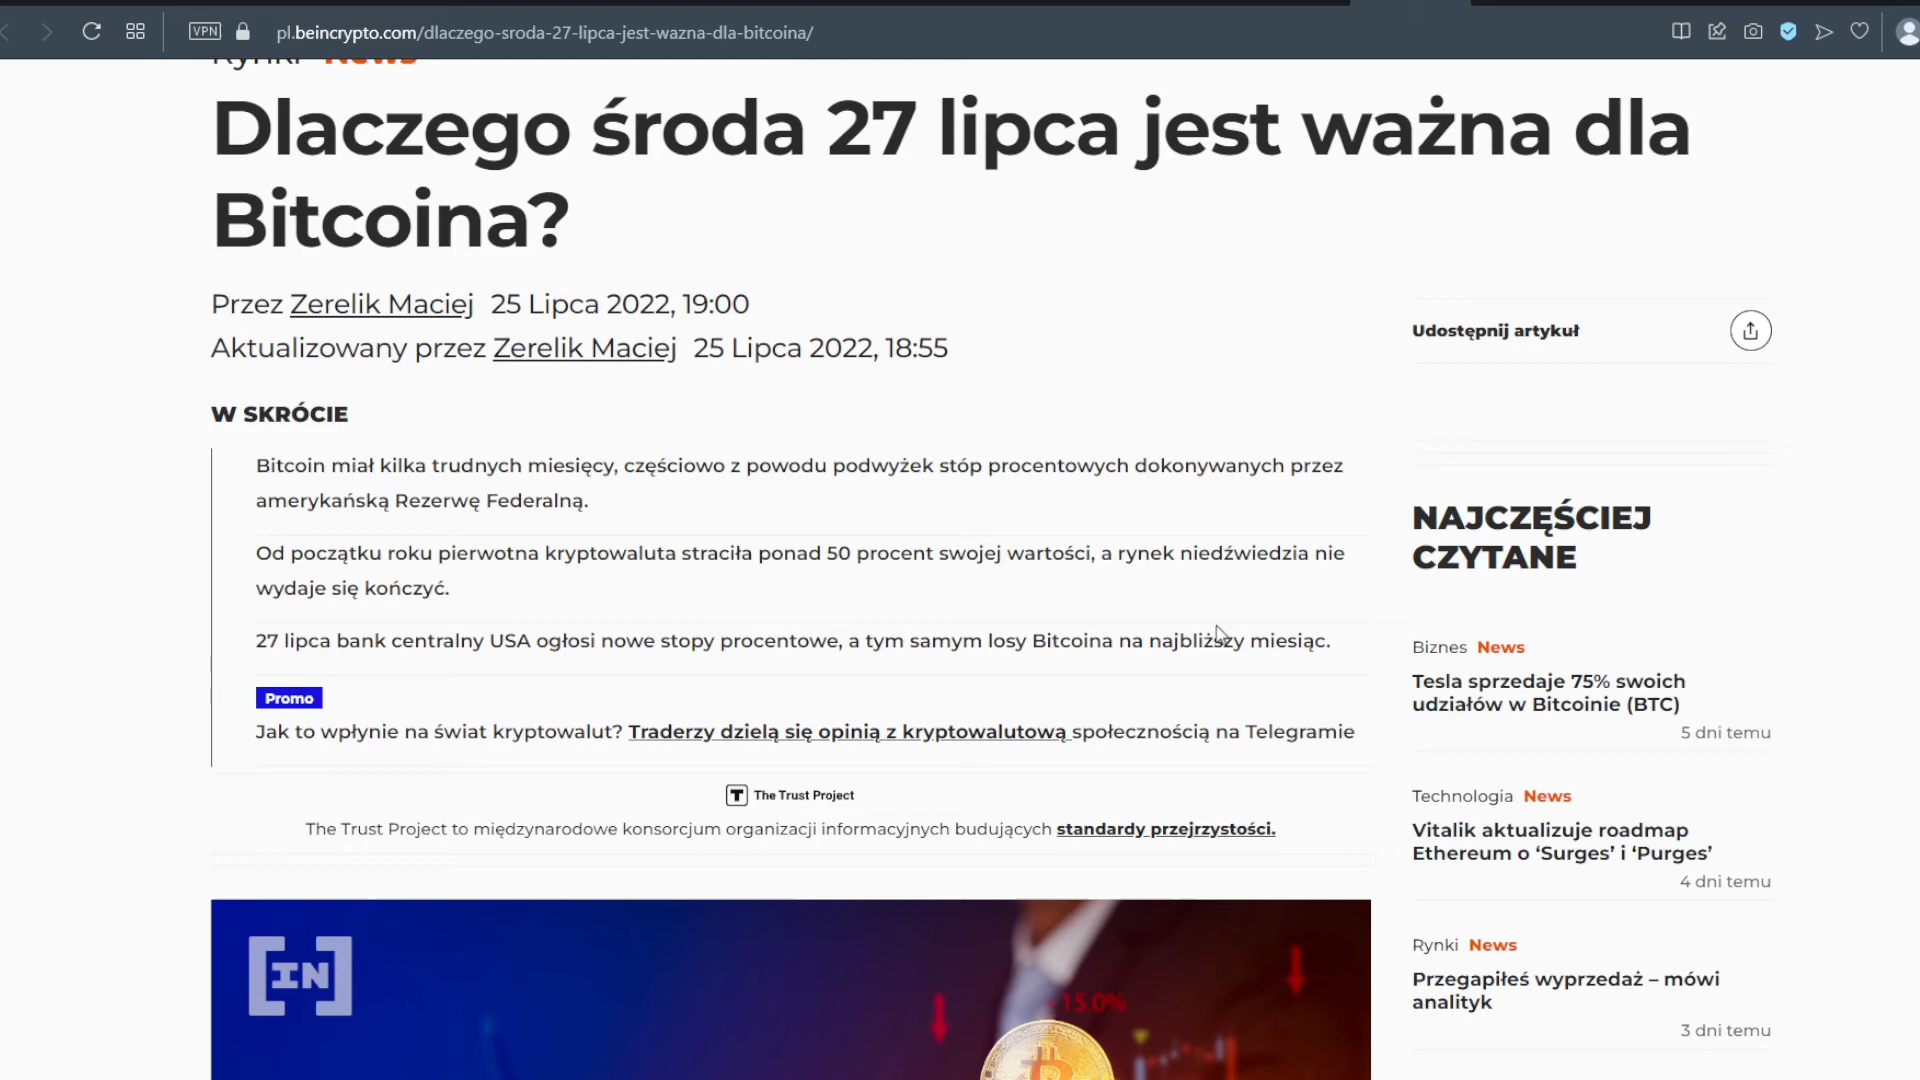 VPN
pl.beincrypto.com/dlaczego-sroda-27-lipca-jest-wazna-dla-bitcoina/
Rynki News
Dlaczego środa 27 lipca jest ważna dla
Bitcoina?
Przez Zerelik Maciej 25 Lipca 2022, 19:00
Aktualizowany przez Zerelik Maciej 25 Lipca 2022, 18:55
W SKRÓCIE
Bitcoin miał kilka trudnych miesięcy, częściowo z powodu podwyżek stóp procentowych dokonywanych przez
amerykańską Rezerwę Federalną.
Od początku roku pierwotna kryptowaluta straciła ponad 50 procent swojej wartości, a rynek niedźwiedzia nie
wydaje się kończyć.
27 lipca bank centralny USA ogłosi nowe stopy procentowe, a tym samym losy Bitcoina na najbliższy miesiąc.
Promo
Jak to wpłynie na świat kryptowalut? Traderzy dzielą się opinią z kryptowalutową społecznością na Telegramie
T The Trust Project
The Trust Project to międzynarodowe konsorcjum organizacji informacyjnych budujących standardy przejrzystości.
IN
15.0%
Udostępnij artykuł
NAJCZĘŚCIEJ
CZYTANE
Biznes News
Tesla sprzedaje 75% swoich
udziałów w Bitcoinie (BTC)
5 dni temu
Technologia News
Vitalik aktualizuje roadmap
Ethereum o ‘Surges’ i ‘Purges’
4 dni temu
Rynki News
Przegapiłeś wyprzedaż – mówi
analityk
3 dni temu